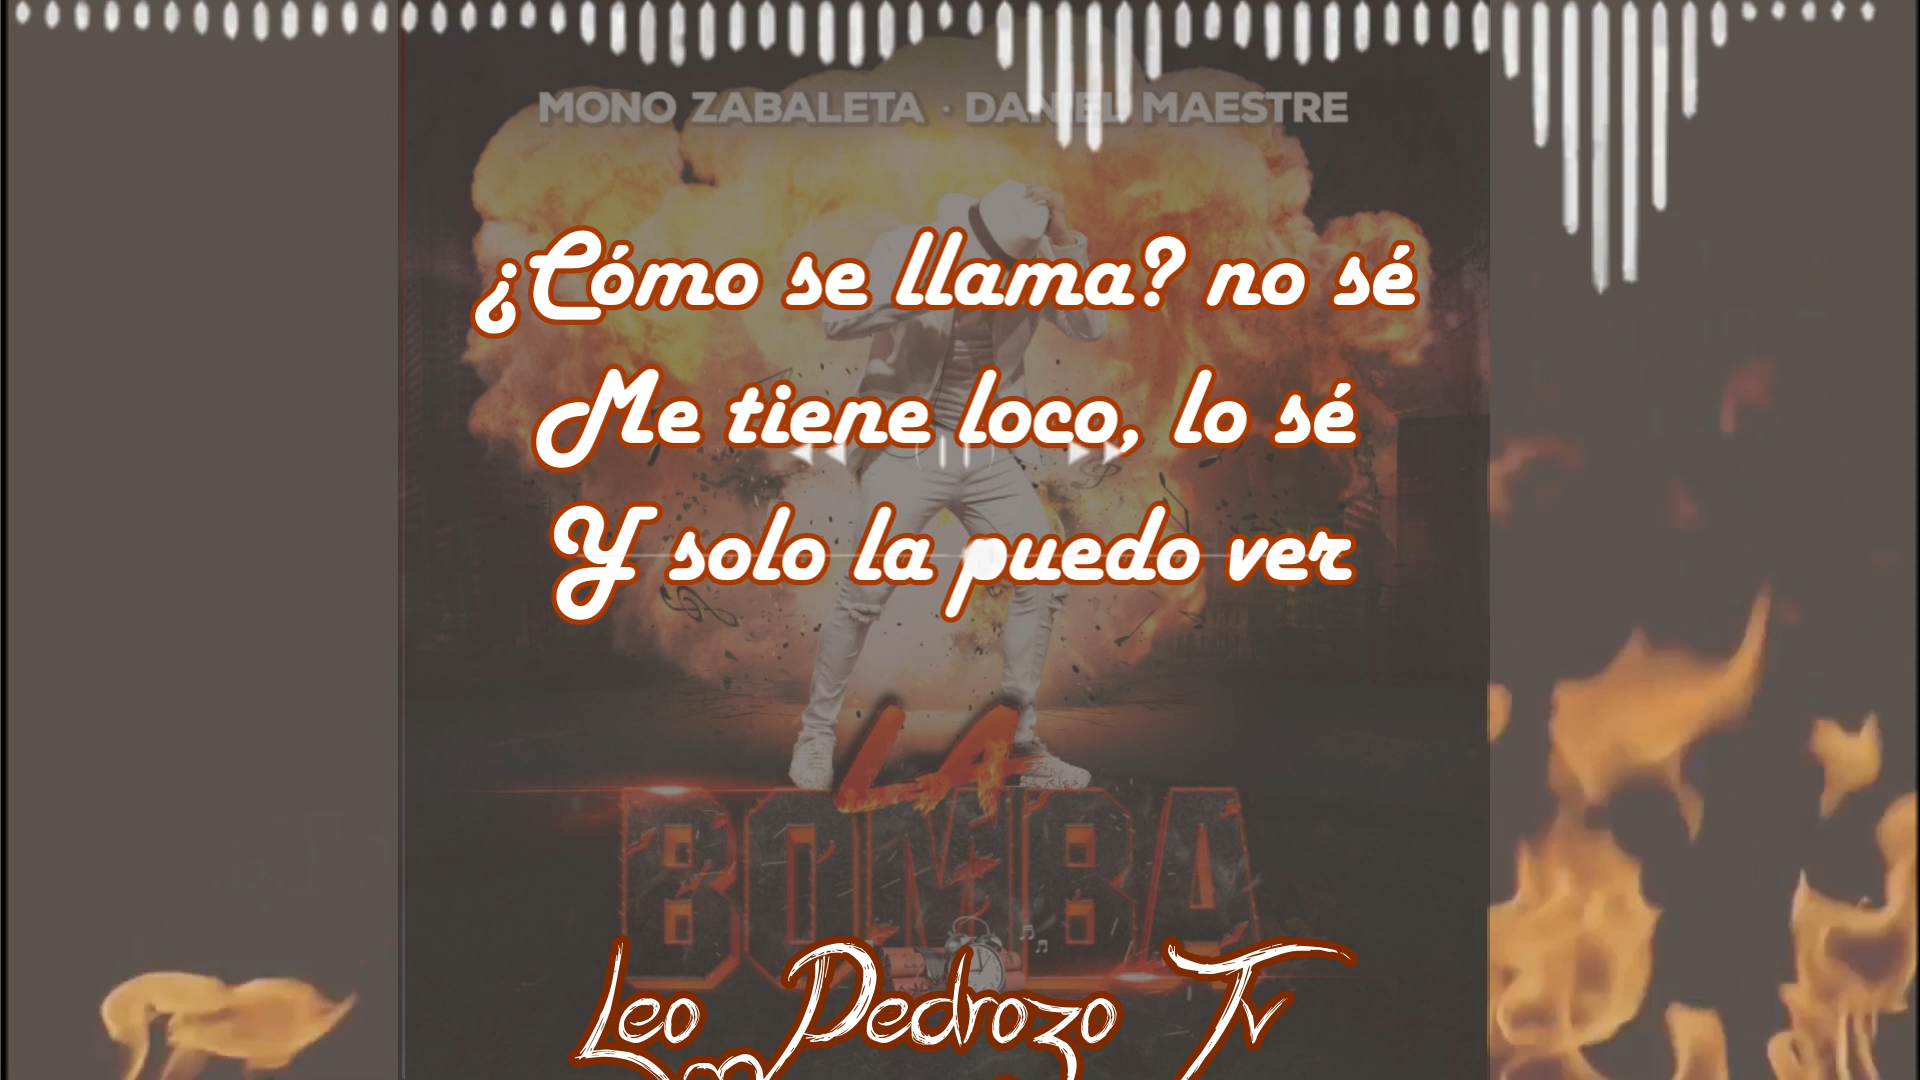 MONO ZABALETA · DANIEL MAESTRE
¿Cómo se llama? no sé
Me tiene loco, lo sé
Y solo la puedo ver
LA
BOMBA
Leo Pedrozo Tv